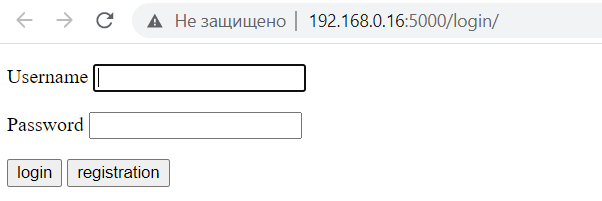 Не защищено | 192.168.0.16:5000/login/
Username
Password
login registration